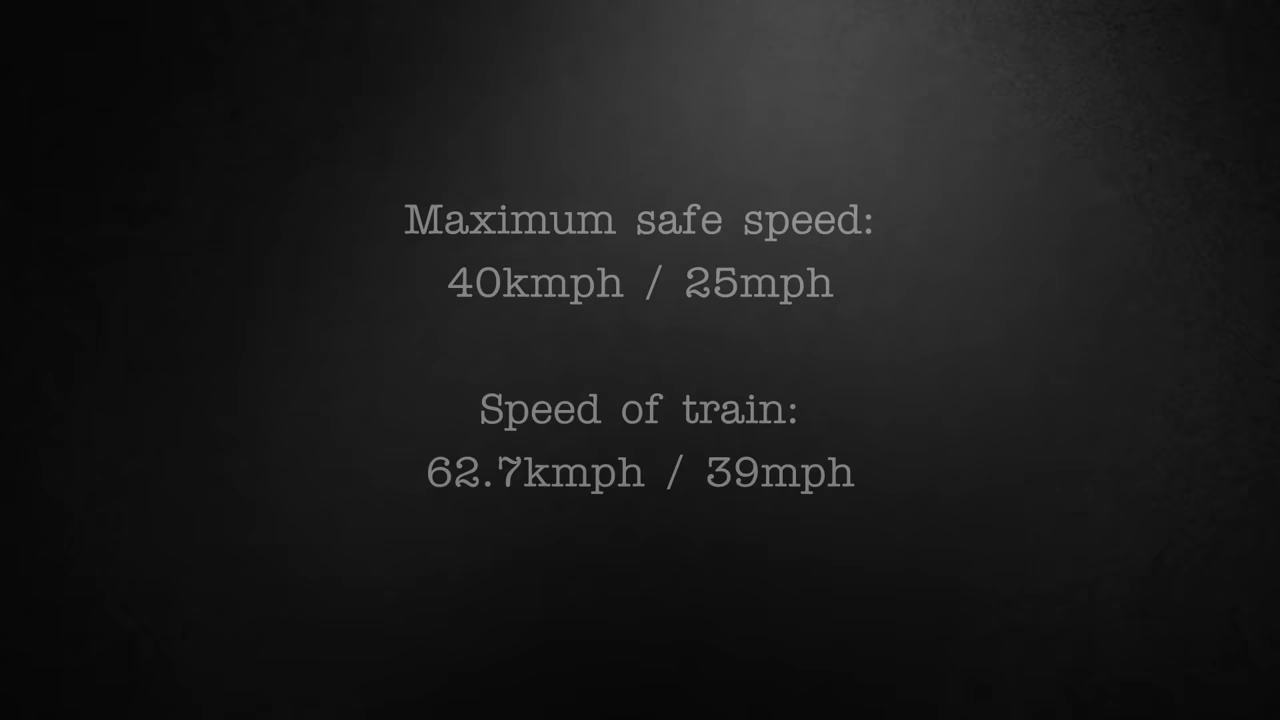 Maximum safe speed:
40kmph / 25mph
Speed of train:
62.7kmph / 39mph